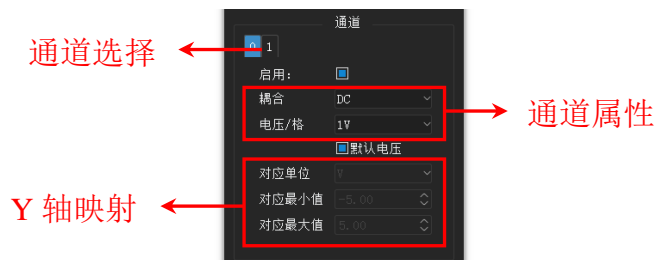 通道
通道选择
0 1
启用：
耦合 DC
电压/格 1V
通道属性
默认电压
对应单位 V
对应最小值 -5.00
Y 轴映射
对应最大值 5.00